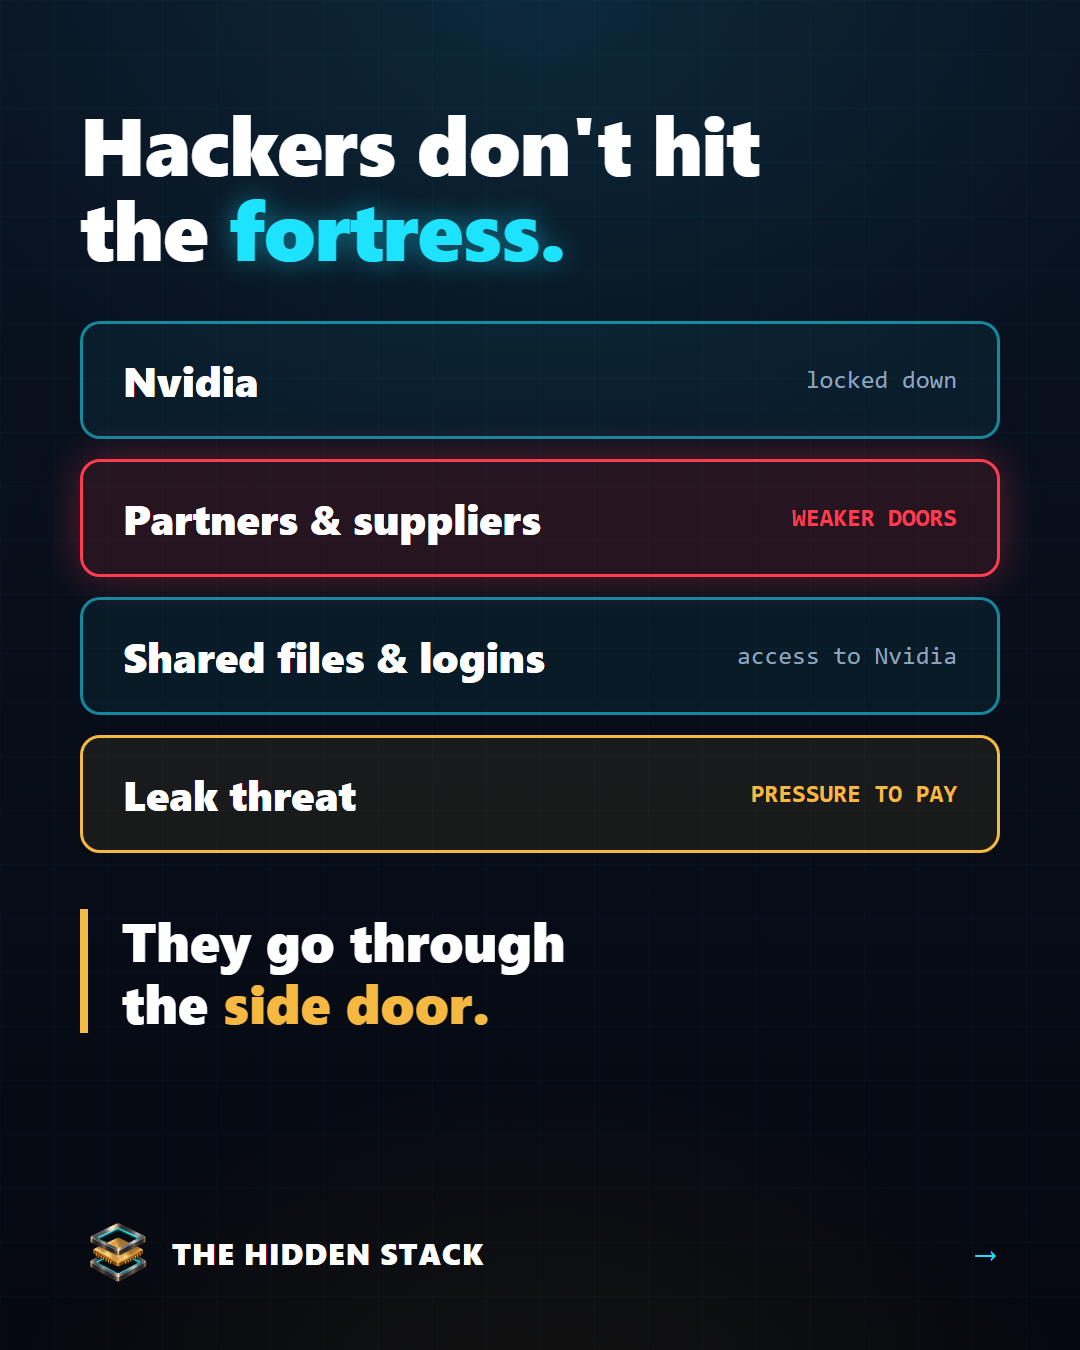 Hackers don't hit
the fortress.
Nvidia
locked down
Partners & suppliers
WEAKER DOORS
Shared files & logins
access to Nvidia
Leak threat
PRESSURE TO PAY
They go through
the side door.
THE HIDDEN STACK
→